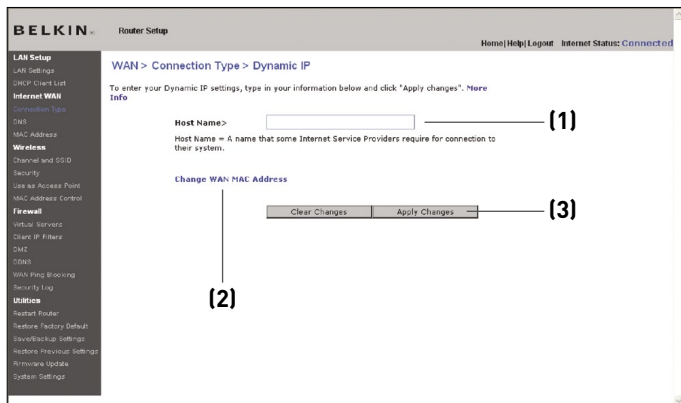 BELKIN
Router Setup
Home|Help|Logout Internet Status: Connected
LAN Setup
LAN Settings
DHCP Client List
Internet WAN
Connection Type
DNS
MAC Address
Wireless
Channel and SSID
Security
Use as Access Point
MAC Address Control
Firewall
Virtual Servers
Client IP Filters
DMZ
DDNS
WAN Ping Blocking
Security Log
Utilities
Restart Router
Restore Factory Default
Save/Backup Settings
Restore Previous Settings
Firmware Update
System Settings
WAN > Connection Type > Dynamic IP
To enter your Dynamic IP settings, type in your information below and click "Apply changes". More
Info
Host Name>
(1)
Host Name = A name that some Internet Service Providers require for connection to
their system.
Change WAN MAC Address
Clear Changes
Apply Changes
(3)
(2)